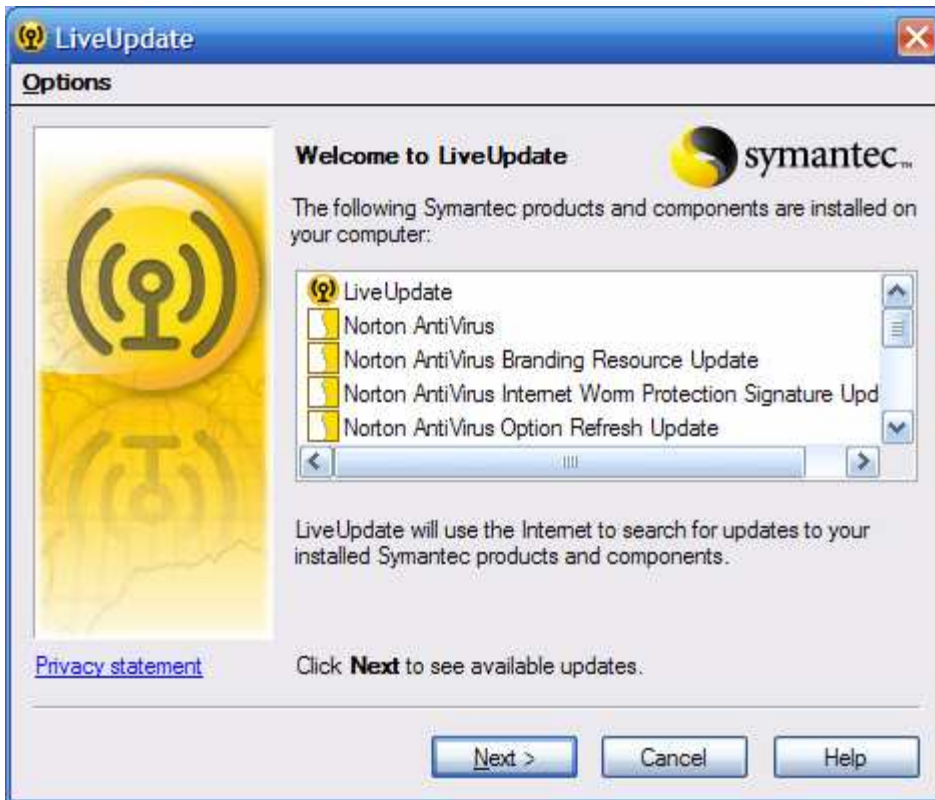 LiveUpdate
Options
Welcome to LiveUpdate
symantec™
The following Symantec products and components are installed on
your computer:
LiveUpdate
Norton AntiVirus
Norton AntiVirus Branding Resource Update
Norton AntiVirus Internet Worm Protection Signature Upd
Norton AntiVirus Option Refresh Update
LiveUpdate will use the Internet to search for updates to your
installed Symantec products and components.
Privacy statement
Click Next to see available updates.
Next >
Cancel
Help